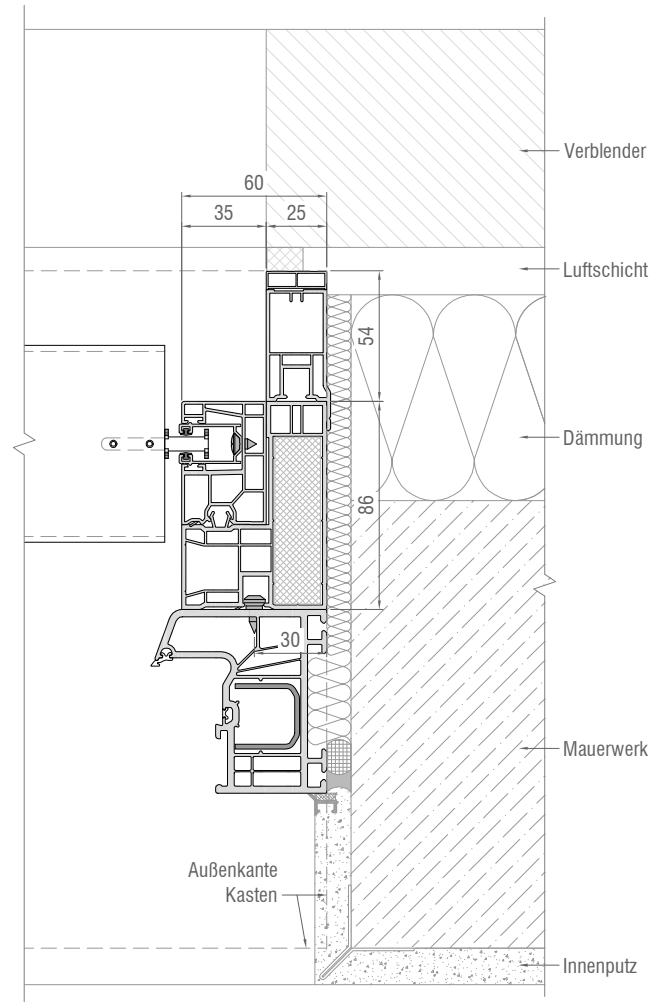 Verblender
60
35 25
Luftschicht
54
Dämmung
86
30
Mauerwerk
Außenkante
Kasten
Innenputz